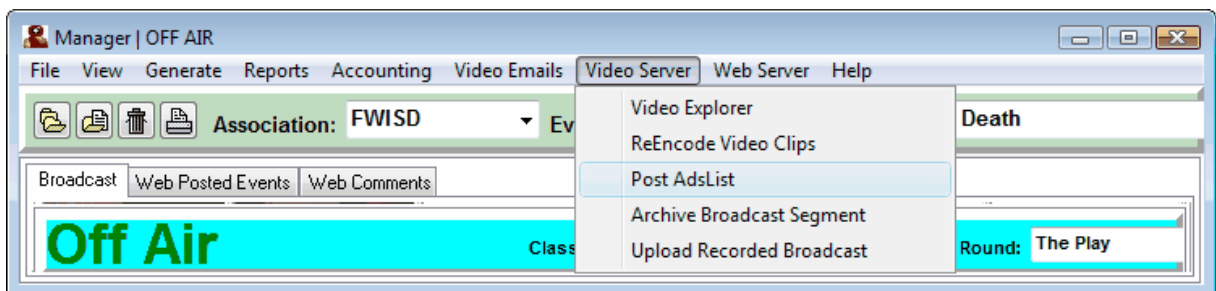 Manager | OFF AIR
File View Generate Reports Accounting Video Emails Video Server Web Server Help
Association: FWISD Ev Death
Video Explorer
ReEncode Video Clips
Post AdsList
Archive Broadcast Segment
Upload Recorded Broadcast
Broadcast Web Posted Events Web Comments
Off Air Class Round: The Play